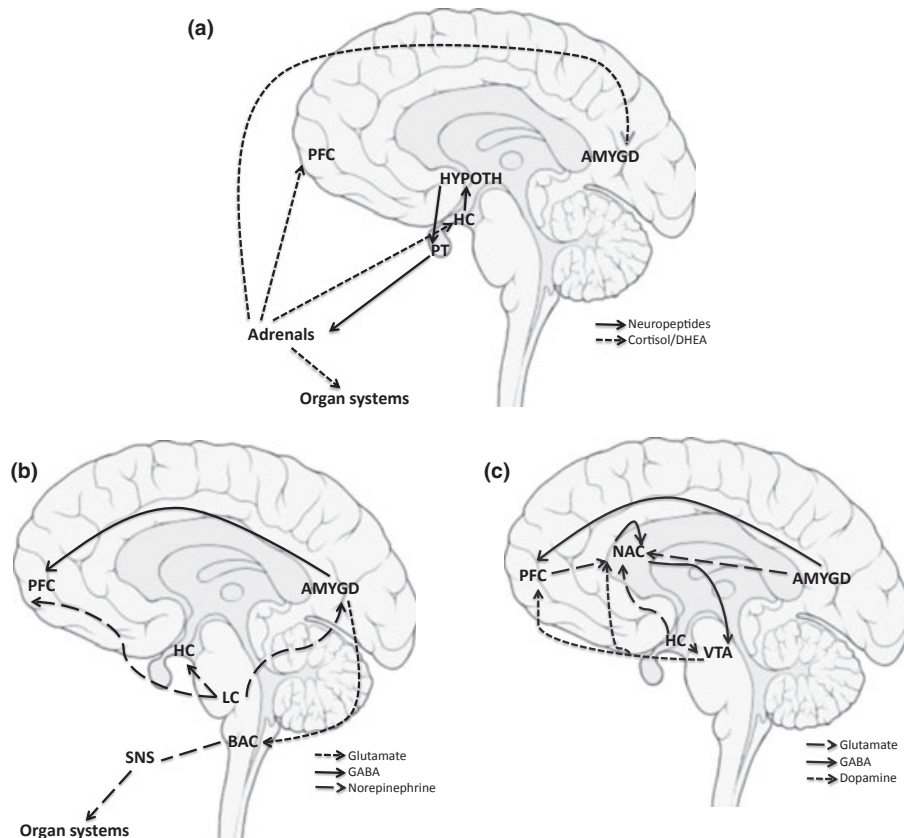 (a)
PFC
AMYGD
HYPOTH
HC
PT
Adrenals
Neuropeptides
Cortisol/DHEA
Organ systems
(b)
PFC
AMYGD
HC
LC
BAC
SNS
Glutamate
GABA
Norepinephrine
Organ systems
(c)
NAC
PFC
AMYGD
HC
VTA
Glutamate
GABA
Dopamine